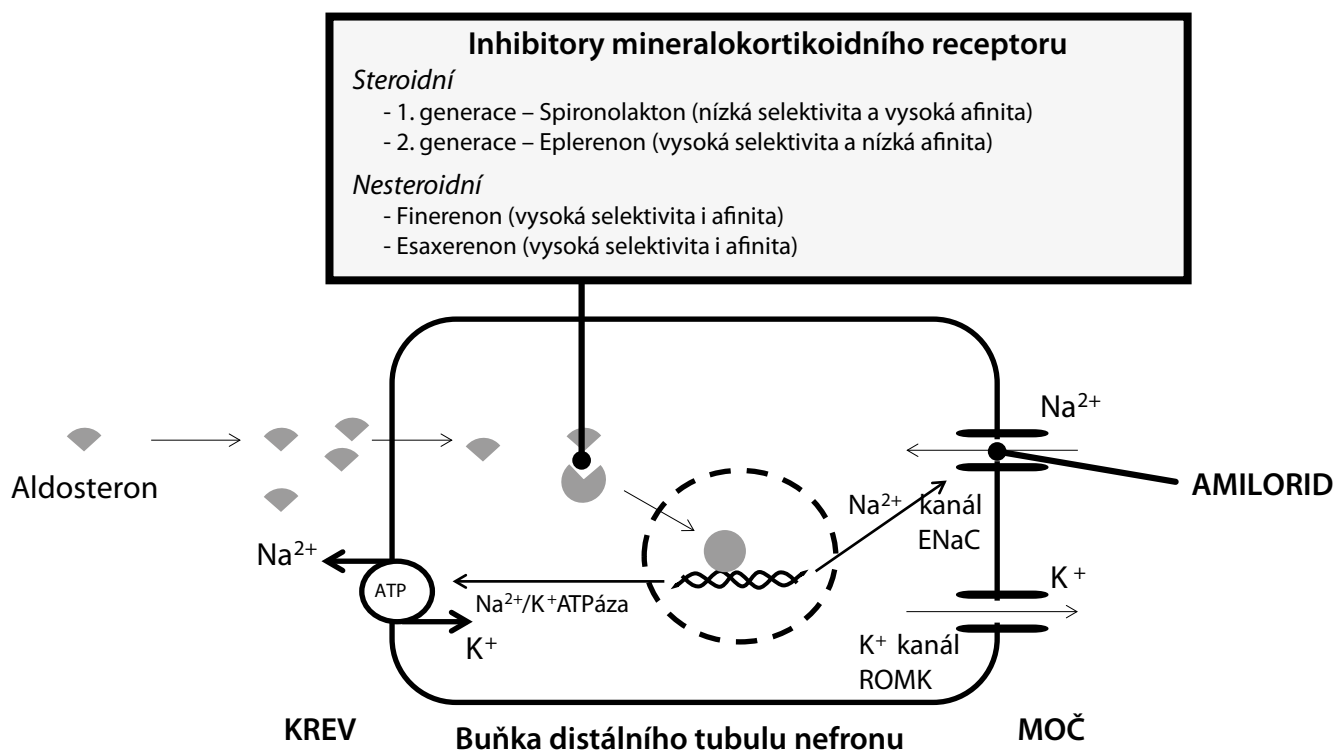 Inhibitory mineralokortikoidního receptoru
Steroidní
- 1. generace – Spironolakton (nízká selektivita a vysoká afinita)
- 2. generace – Eplerenon (vysoká selektivita a nízká afinita)
Nesteroidní
- Finerenon (vysoká selektivita i afinita)
- Esaxerenon (vysoká selektivita i afinita)
Na²⁺
Aldosteron
AMILORID
Na²⁺ kanál
ENaC
Na²⁺
ATP
Na²⁺/K⁺ATPáza
K⁺
K⁺
K⁺ kanál
ROMK
KREV
Buňka distálního tubulu nefronu
MOČ